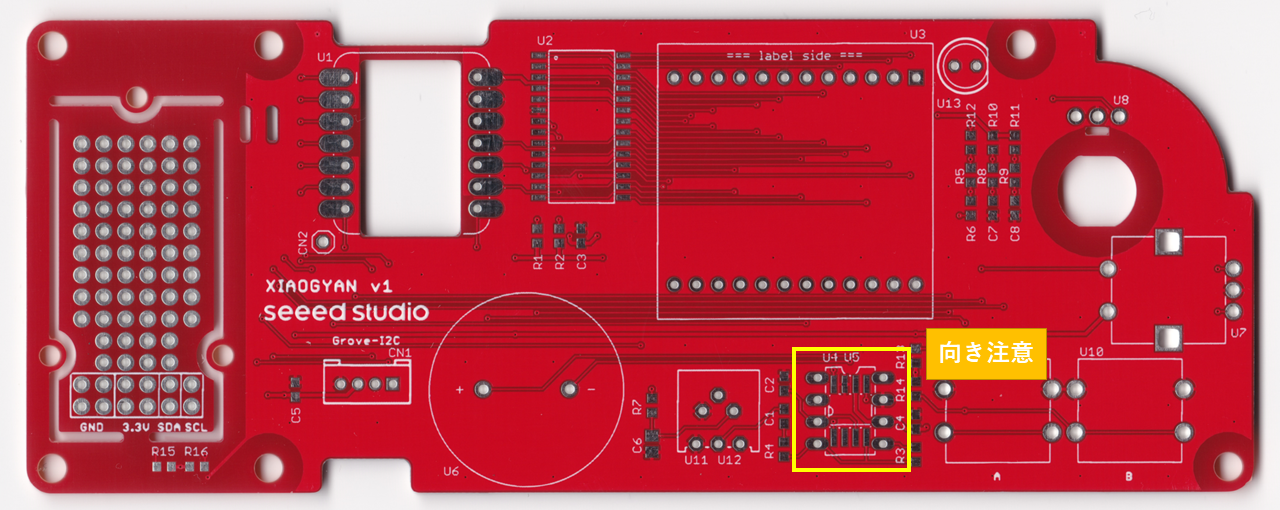 U1
U2
U3
=== label side ===
U13
R12
R10
R11
U8
R5
R8
R9
R6
C7
C8
CN2
R1
R2
C3
XIAOGYAN v1
seeed studio
Grove-I2C
CN1
C5
+
-
U6
R7
C6
U11 U12
C2
C1
R4
U4 U5
R13
R14
C4
R3
向き注意
U7
U10
A
B
GND 3.3V SDA SCL
R15 R16